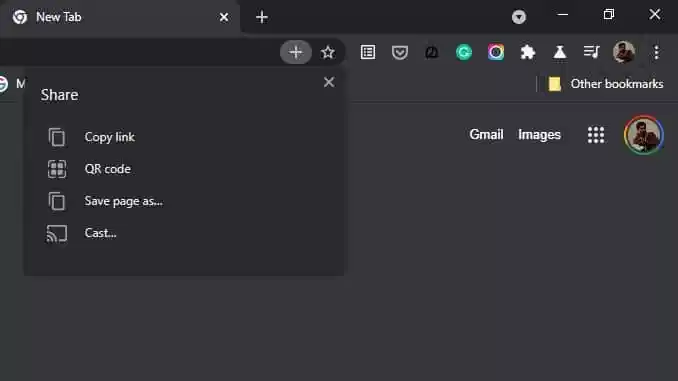 New Tab
M
Other bookmarks
Share
Copy link
QR code
Save page as...
Cast...
Gmail Images